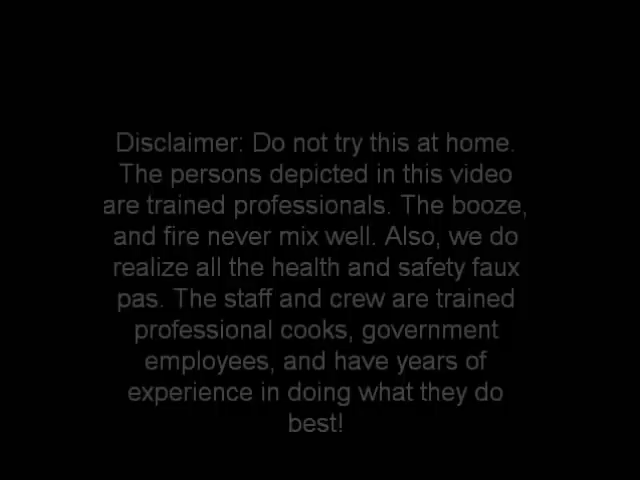 Disclaimer: Do not try this at home.
The persons depicted in this video
are trained professionals. The booze,
and fire never mix well. Also, we do
realize all the health and safety faux
pas. The staff and crew are trained
professional cooks, government
employees, and have years of
experience in doing what they do
best!